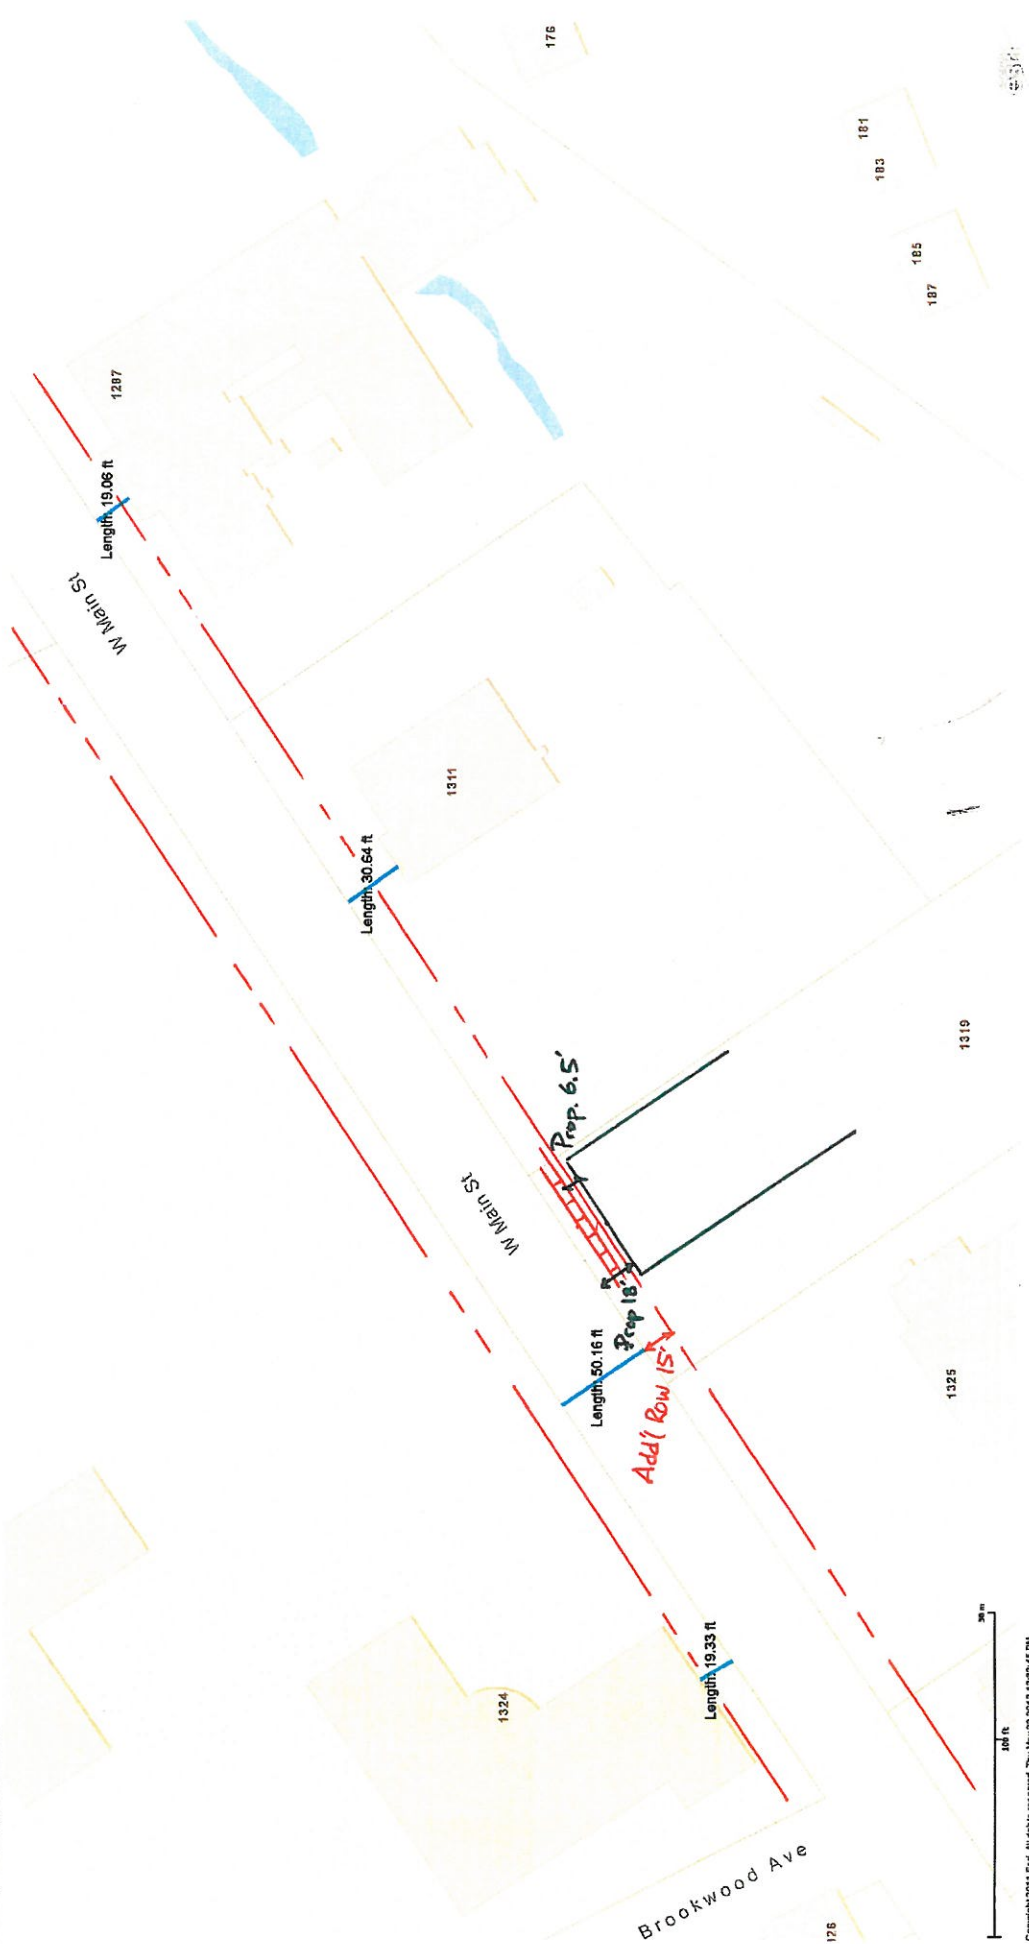 176
181
183
185
187
1287
Length: 19.06 ft
W Main St
1311
Length: 30.64 ft
Prop. 6.5'
1319
W Main St
Prop 18'
Length: 50.16 ft
Add'l Row 15'
1325
1324
Length: 19.33 ft
Brookwood Ave
126
100 ft